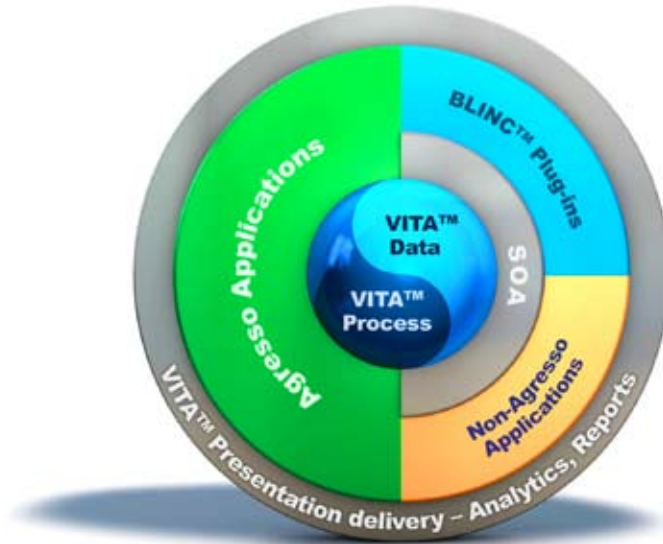 Agresso Applications
BLINC™ Plug-ins
VITA™
Data
VITA™
Process
SOA
Non-Agresso
Applications
VITA™ Presentation delivery – Analytics, Reports